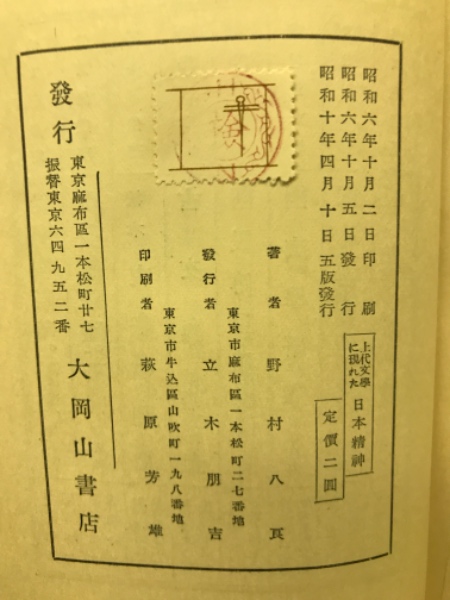 昭和六年十月二日印刷
昭和六年十月五日發行
昭和十年四月十日五版發行
上代文學
に現れた
日本精神
定價二圓
著者 野村八良
東京市麻布區一本松町二七番地
發行者 立木朋吉
東京市牛込區山吹町一九八番地
印刷者 萩原芳雄
發行
東京麻布區一本松町廿七
振替東京六四九五二番
大岡山書店